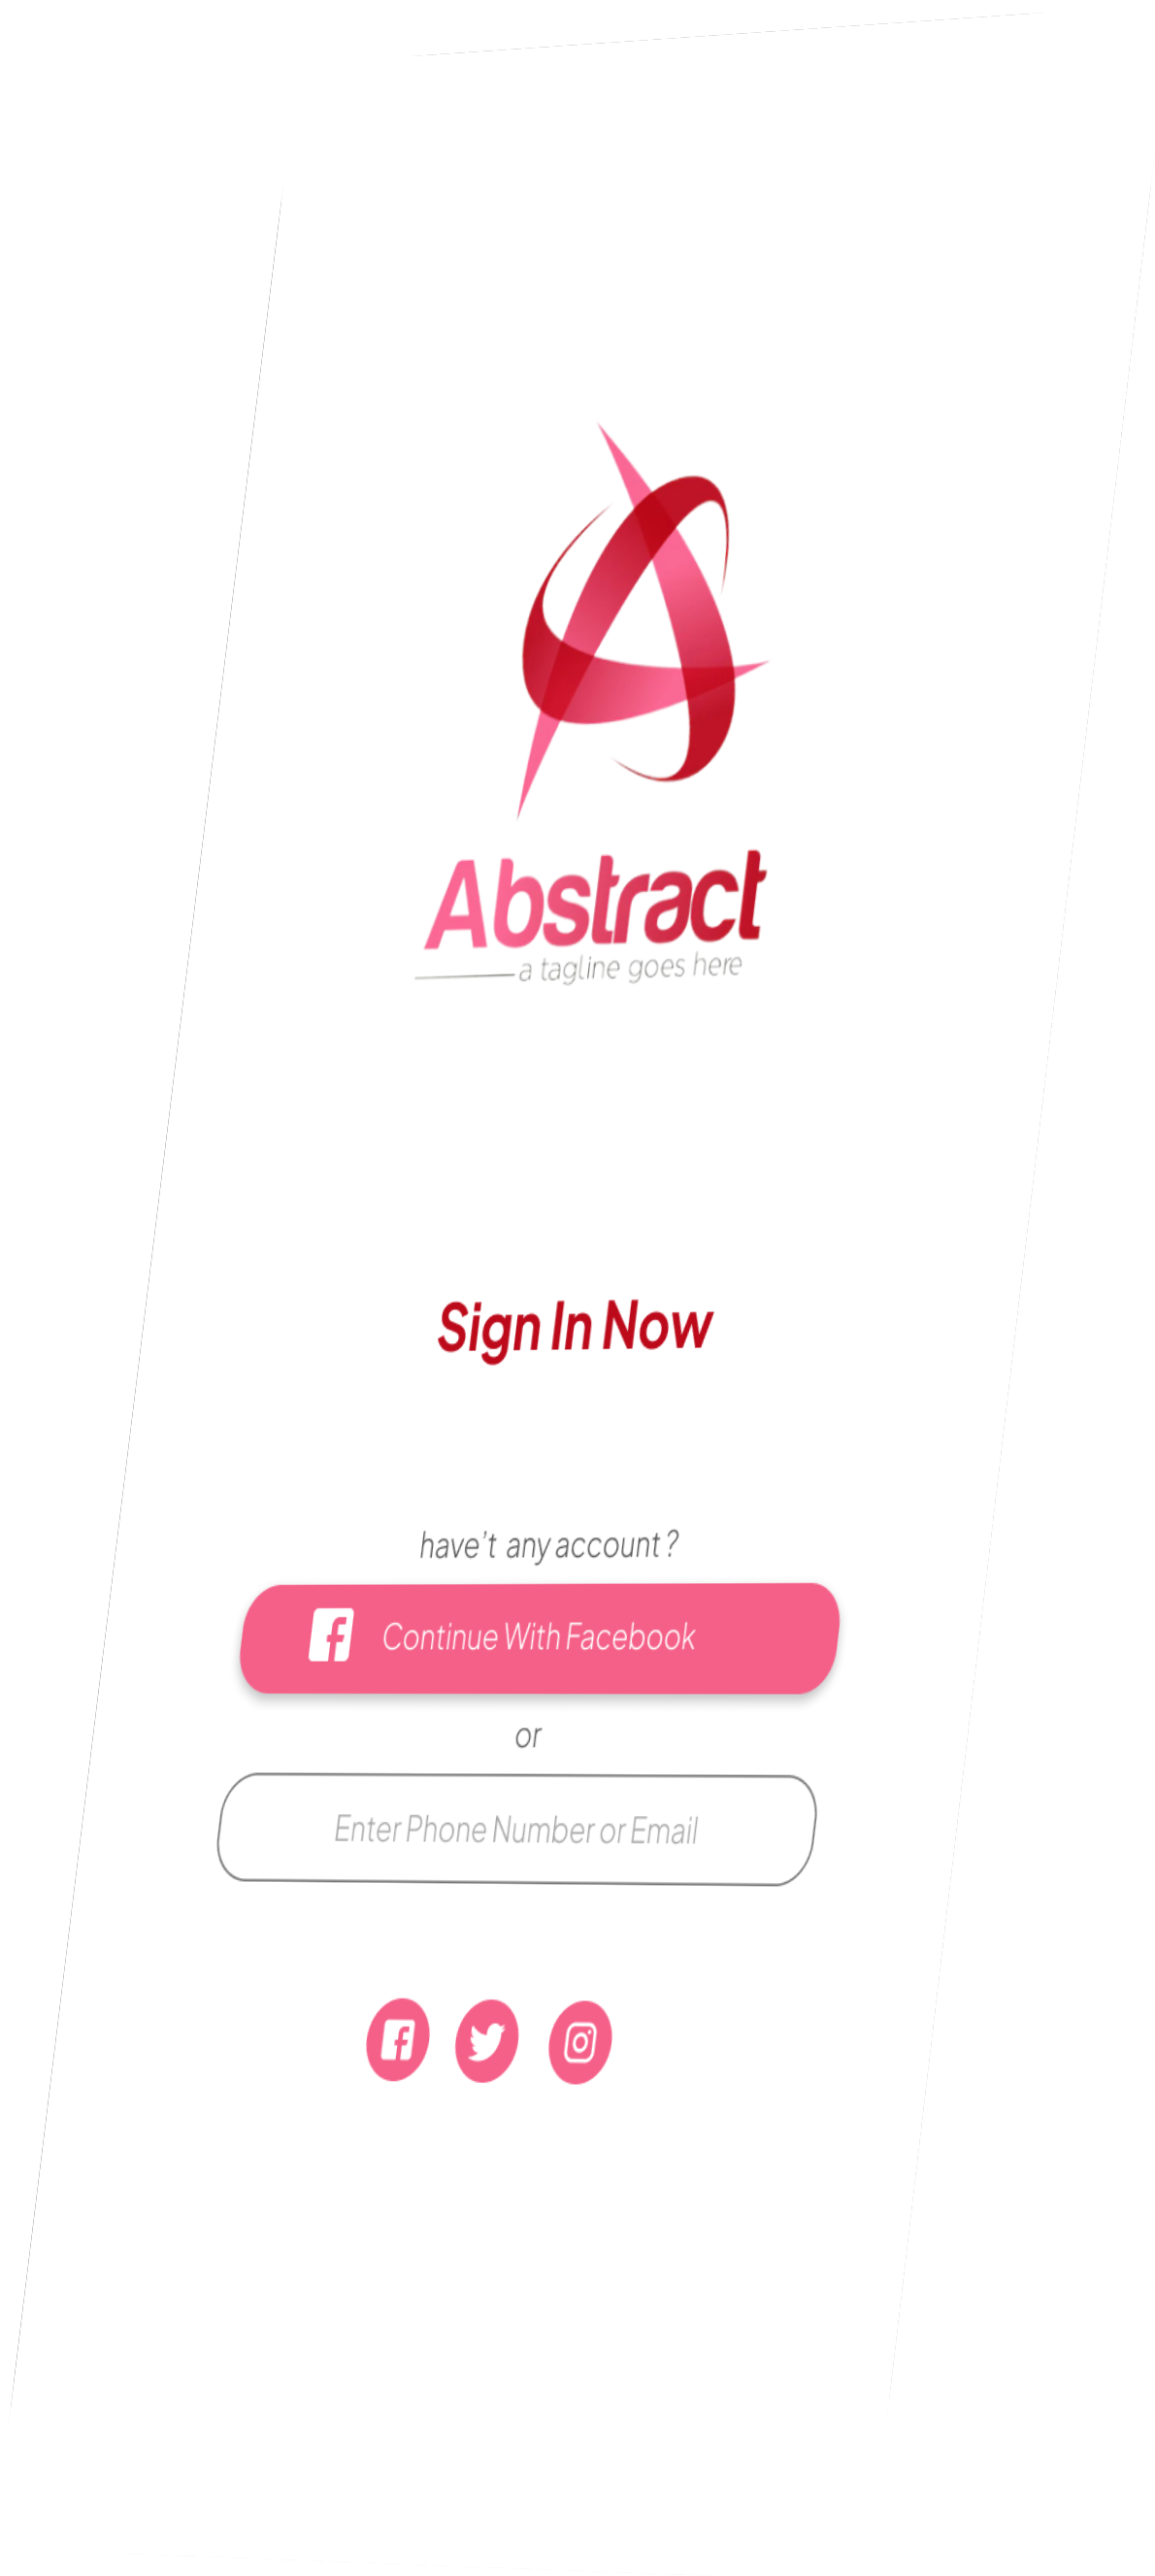 Abstract
a tagline goes here
Sign In Now
have't any account ?
Continue With Facebook
or
Enter Phone Number or Email